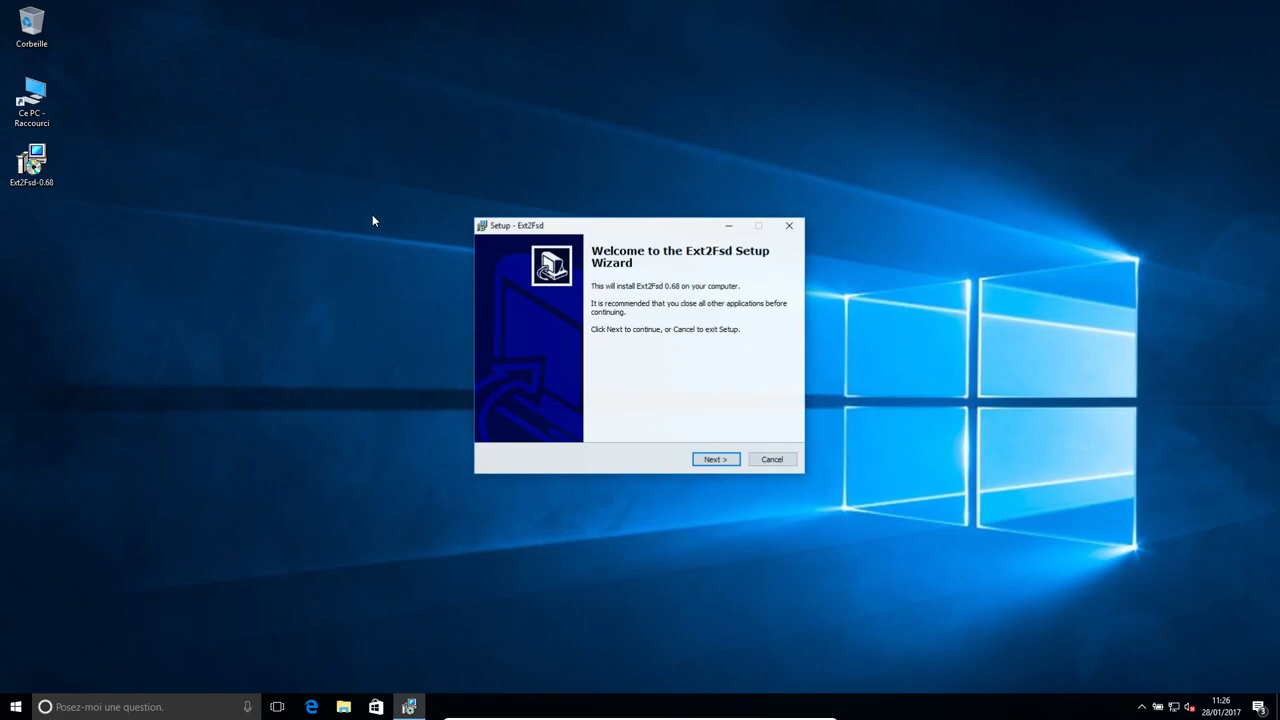 Corbeille
Ce PC -
Raccourci
Ext2Fsd-0.68
Setup - Ext2Fsd
Welcome to the Ext2Fsd Setup
Wizard
This will install Ext2Fsd 0.68 on your computer.
It is recommended that you close all other applications before
continuing.
Click Next to continue, or Cancel to exit Setup.
Next >
Cancel
Posez-moi une question.
11:26
28/01/2017
3